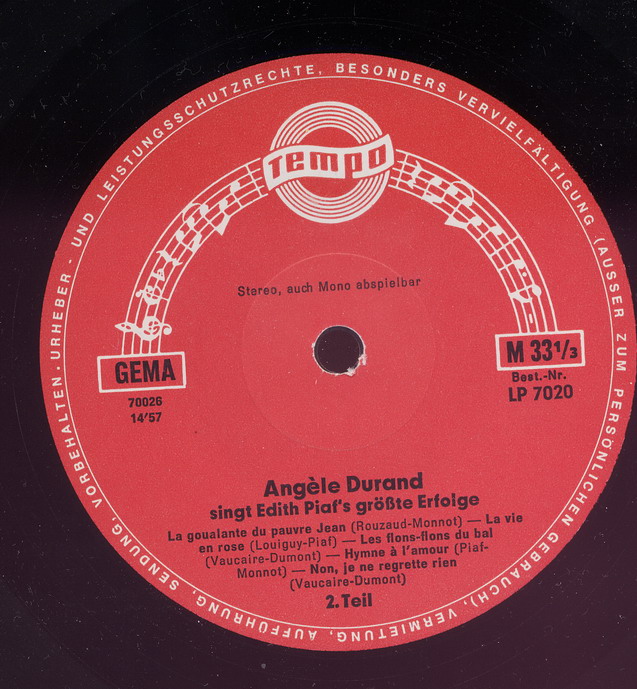 URHEBER- UND LEISTUNGSSCHUTZRECHTE, BESONDERS VERVIELFÄLTIGUNG (AUSSER ZUM PERSÖNLICHEN GEBRAUCH), VERMIETUNG, AUFFÜHRUNG, SENDUNG, VORBEHALTEN.
Tempo
Stereo, auch Mono abspielbar
GEMA
70026
14'57
M 33 1/3
Best.-Nr.
LP 7020
Angèle Durand
singt Edith Piaf's größte Erfolge
La goualante du pauvre Jean (Rouzaud-Monnot) — La vie
en rose (Louiguy-Piaf) — Les flons-flons du bal
(Vaucaire-Dumont) — Hymne à l'amour (Piaf-
Monnot) — Non, je ne regrette rien
(Vaucaire-Dumont)
2. Teil